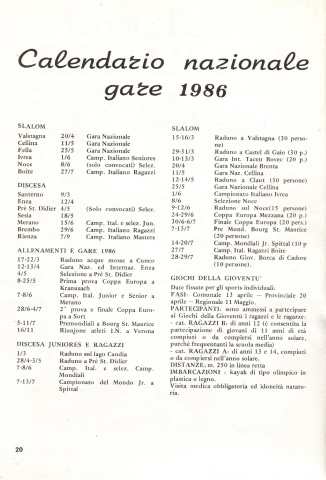 Calendario nazionale
gare 1986
SLALOM
Valstagna 20/4 Gara Nazionale
Cellina 11/5 Gara Nazionale
Fella 25/5 Gara Nazionale
Ivrea 1/6 Camp. Italiano Seniores
Noce 8/6 (solo convocati) Selez.
Boite 27/7 Camp. Italiano Ragazzi
DISCESA
Santerno 9/3
Enza 12/4
Pré St. Didier 4/5 (Solo convocati) Selez.
Sesia 18/5
Merano 15/6 Camp. Ital. e selez. Jun.
Brembo 29/6 Camp. Italiano Ragazzi
Rienza 7/9 Camp. Italiano Masters
ALLENAMENTI E GARE 1986
17-22/3 Raduno acque mosse a Cuneo
12-13/4 Gara Naz. ed Internaz. Enza
4/5 Selezione a Pré St. Didier
8-25/5 Prima prova Coppa Europa a
Kranusach
7-8/6 Camp. Ital. Junior e Senior a
Merano
28/6-4/7 2° prova e finale Coppa Euro-
pa a Sort
5-11/7 Premondiali a Bourg St. Maurice
16/11 Riunione atleti I.N. a Verona
DISCESA JUNIORES E RAGAZZI
1/3 Raduno sul lago Candia
28/4-3/5 Raduno a Pré St. Didier
7-8/6 Camp. Ital. e selez. Camp.
Mondiali
7-13/7 Campionato del Mondo Jr. a
Spittal
SLALOM
15-16/3 Raduno a Valstagna (30 perso-
ne)
29-31/3 Raduno a Castel di Gaio (30 p.)
10-13/3 Gara Int. Tacen Bovec (20 p.)
20/4 Gara Nazionale Brenta
11/5 Gara Naz. Cellina
12-14/5 Raduno a Claut (50 persone)
25/5 Gara Nazionale Cellina
1/6 Campionato Italiano Ivrea
8/6 Selezione Noce
9-12/6 Raduno sul Noce(15 persone)
24-29/6 Coppa Europa Mezzana (20 p.)
30/6-6/7 Finale Coppa Europa (20 pers.)
7-13/7 Pre Mond. Bourg St. Maurice
(20 persone)
14-20/7 Camp. Mondiali Jr. Spittal (10 p
27/7 Camp. Ital. Ragazzi Boite
28-29/7 Raduno Giov. Borca di Cadore
(10 persone).
GIOCHI DELLA GIOVENTU'
Date fissate per gli sports individuali:
FASI: Comunale 13 aprile — Provinciale 20
aprile - Regionale 11 Maggio.
PARTECIPANTI: sono ammessi a partecipare
ai Giochi della Gioventù i ragazzi e le ragazze:
- cat. RAGAZZI B: di anni 12 (è consentita la
partecipazione di giovani di 11 anni di età
compiuti o da compiersi nell'anno solare,
purché frequentanti la scuola media)
- cat. RAGAZZI A: di anni 13 e 14, compiuti
o da compiersi nell'anno solare.
DISTANZE: m. 250 in linea retta
IMBARCAZIONI - kayak di tipo olimpico in
plastica o legno.
Visita medica obbligatoria ed idoneità natato-
ria.
20